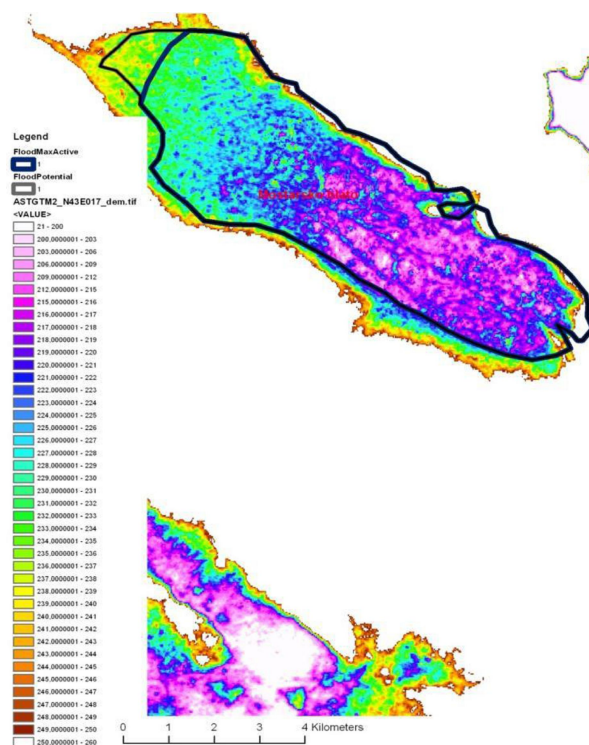 Mostarsko Blato
Legend
FloodMaxActive
1
FloodPotential
1
ASTGTM2_N43E017_dem.tif
<VALUE>
21 - 200
200.0000001 - 203
203.0000001 - 206
206.0000001 - 209
209.0000001 - 212
212.0000001 - 215
215.0000001 - 216
216.0000001 - 217
217.0000001 - 218
218.0000001 - 219
219.0000001 - 220
220.0000001 - 221
221.0000001 - 222
222.0000001 - 223
223.0000001 - 224
224.0000001 - 225
225.0000001 - 226
226.0000001 - 227
227.0000001 - 228
228.0000001 - 229
229.0000001 - 230
230.0000001 - 231
231.0000001 - 232
232.0000001 - 233
233.0000001 - 234
234.0000001 - 235
235.0000001 - 236
236.0000001 - 237
237.0000001 - 238
238.0000001 - 239
239.0000001 - 240
240.0000001 - 241
241.0000001 - 242
242.0000001 - 243
243.0000001 - 244
244.0000001 - 245
245.0000001 - 246
246.0000001 - 247
247.0000001 - 248
248.0000001 - 249
249.0000001 - 250
250.0000001 - 260
0 1 2 3 4 Kilometers